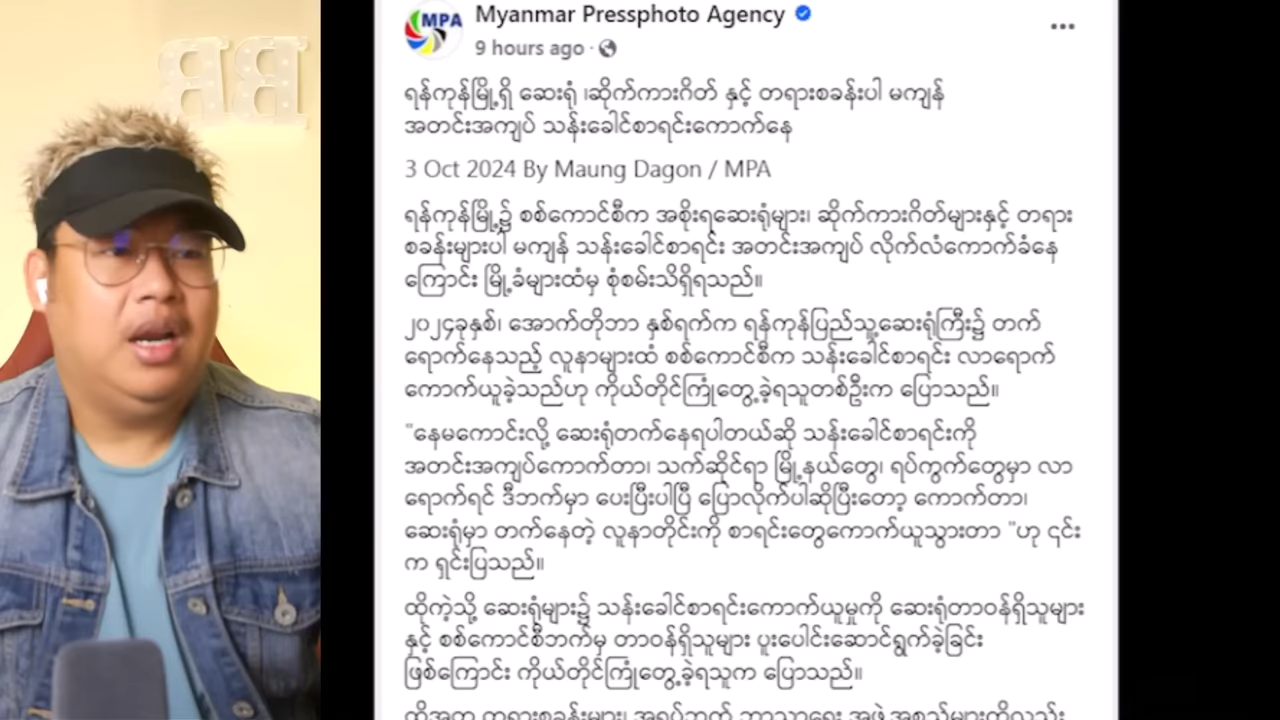 BB
MPA
Myanmar Pressphoto Agency
9 hours ago ·
ရန်ကုန်မြို့ရှိ ဆေးရုံ ၊ဆိုက်ကားဂိတ် နှင့် တရားစခန်းပါ မကျန်
အတင်းအကျပ် သန်းခေါင်စာရင်းကောက်နေ
3 Oct 2024 By Maung Dagon / MPA
ရန်ကုန်မြို့၌ စစ်ကောင်စီက အစိုးရဆေးရုံများ၊ ဆိုက်ကားဂိတ်များနှင့် တရား
စခန်းများပါ မကျန် သန်းခေါင်စာရင်း အတင်းအကျပ် လိုက်လံကောက်ခံနေ
ကြောင်း မြို့ခံများထံမှ စုံစမ်းသိရှိရသည်။
၂၀၂၄ခုနှစ်၊ အောက်တိုဘာ နှစ်ရက်က ရန်ကုန်ပြည်သူ့ဆေးရုံကြီး၌ တက်
ရောက်နေသည့် လူနာများထံ စစ်ကောင်စီက သန်းခေါင်စာရင်း လာရောက်
ကောက်ယူခဲ့သည်ဟု ကိုယ်တိုင်ကြုံတွေ့ခဲ့ရသူတစ်ဦးက ပြောသည်။
"နေမကောင်းလို့ ဆေးရုံတက်နေရပါတယ်ဆို သန်းခေါင်စာရင်းကို
အတင်းအကျပ်ကောက်တာ၊ သက်ဆိုင်ရာ မြို့နယ်တွေ၊ ရပ်ကွက်တွေမှာ လာ
ရောက်ရင် ဒီဘက်မှာ ပေးပြီးပါပြီ ပြောလိုက်ပါဆိုပြီးတော့ ကောက်တာ၊
ဆေးရုံမှာ တက်နေတဲ့ လူနာတိုင်းကို စာရင်းတွေကောက်ယူသွားတာ "ဟု ၎င်း
က ရှင်းပြသည်။
ထိုကဲ့သို့ ဆေးရုံများ၌ သန်းခေါင်စာရင်းကောက်ယူမှုကို ဆေးရုံတာဝန်ရှိသူများ
နှင့် စစ်ကောင်စီဘက်မှ တာဝန်ရှိသူများ ပူးပေါင်းဆောင်ရွက်ခဲ့ခြင်း
ဖြစ်ကြောင်း ကိုယ်တိုင်ကြုံတွေ့ခဲ့ရသူက ပြောသည်။